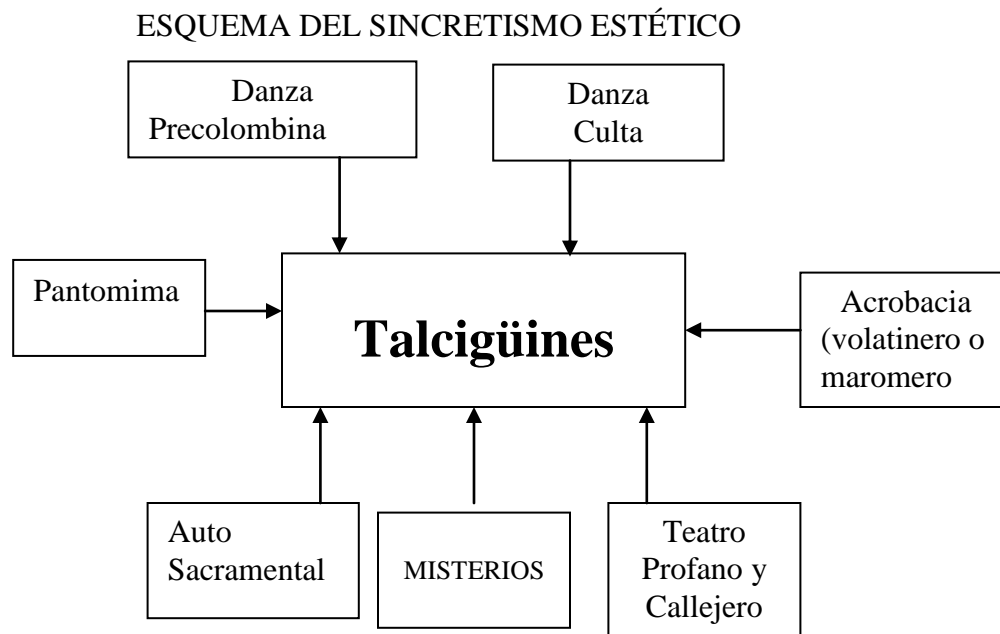 ESQUEMA DEL SINCRETISMO ESTÉTICO
Danza
Precolombina
Danza
Culta
Pantomima
Talcigüines
Acrobacia
(volatinero o
maromero
Auto
Sacramental
MISTERIOS
Teatro
Profano y
Callejero